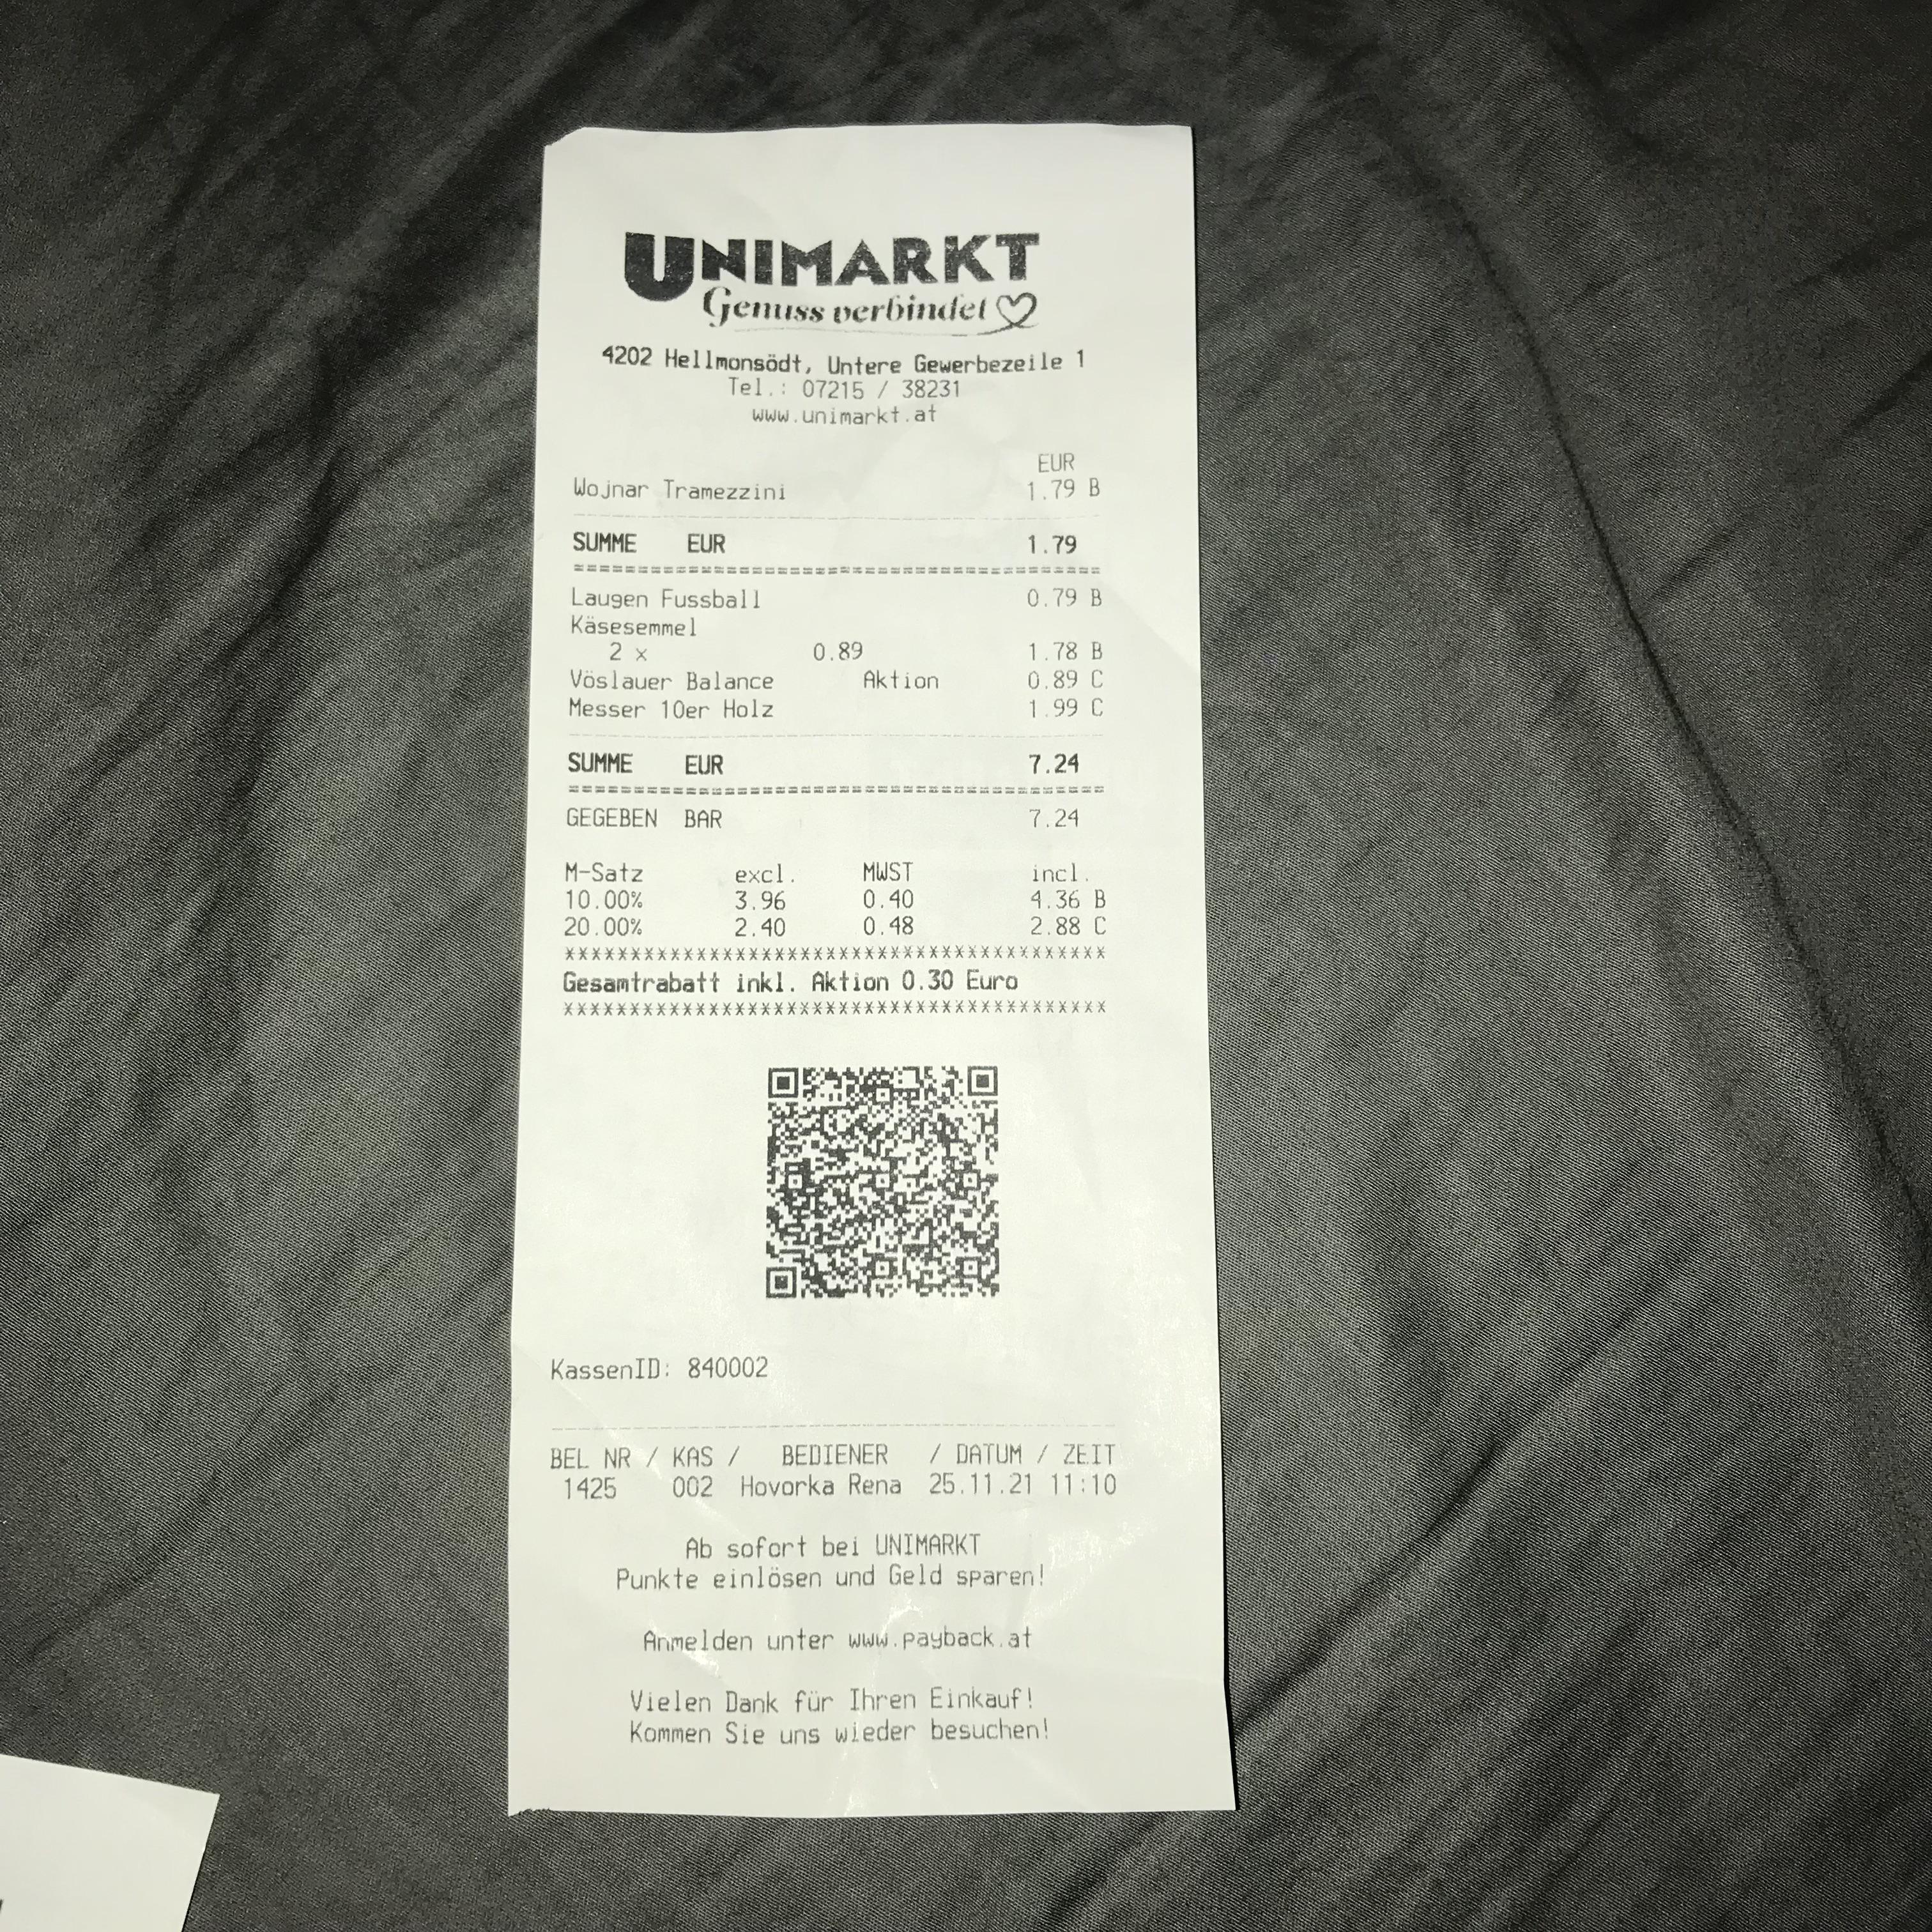 UNIMARKT
Genuss verbindet
4202 Hellmonsödt, Untere Gewerbezeile 1
Tel.: 07215 / 38231
www.unimarkt.at
EUR
Wojnar Tramezzini 1.79 B
SUMME EUR 1.79
Laugen Fussball 0.79 B
Käsesemmel
2 x 0.89 1.78 B
Vöslauer Balance Aktion 0.89 C
Messer 10er Holz 1.99 C
SUMME EUR 7.24
GEGEBEN BAR 7.24
M-Satz excl. MWST incl.
10.00% 3.96 0.40 4.36 B
20.00% 2.40 0.48 2.88 C
******************************************
Gesamtrabatt inkl. Aktion 0.30 Euro
******************************************
KassenID: 840002
BEL NR / KAS / BEDIENER / DATUM / ZEIT
1425 002 Hovorka Rena 25.11.21 11:10
Ab sofort bei UNIMARKT
Punkte einlösen und Geld sparen!
Anmelden unter www.payback.at
Vielen Dank für Ihren Einkauf!
Kommen Sie uns wieder besuchen!